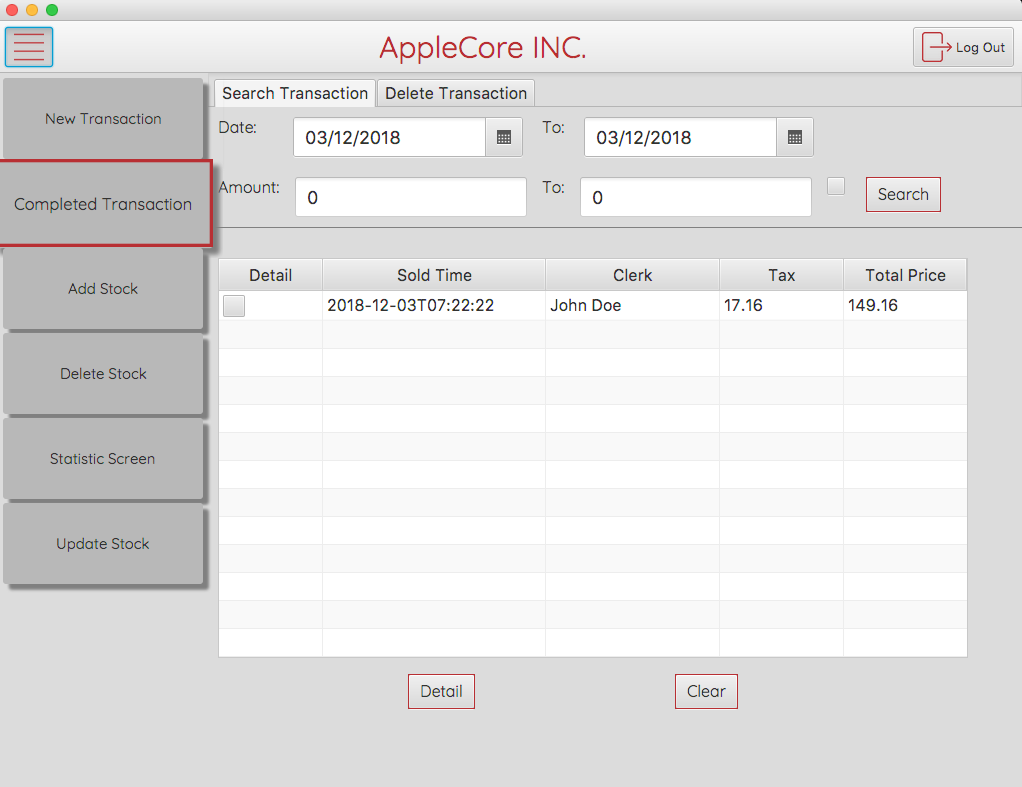 AppleCore INC.
Log Out
New Transaction
Completed Transaction
Add Stock
Delete Stock
Statistic Screen
Update Stock
Search Transaction Delete Transaction
Date: 03/12/2018 To: 03/12/2018
Amount: 0 To: 0 Search
Detail Sold Time Clerk Tax Total Price
2018-12-03T07:22:22 John Doe 17.16 149.16
Detail Clear